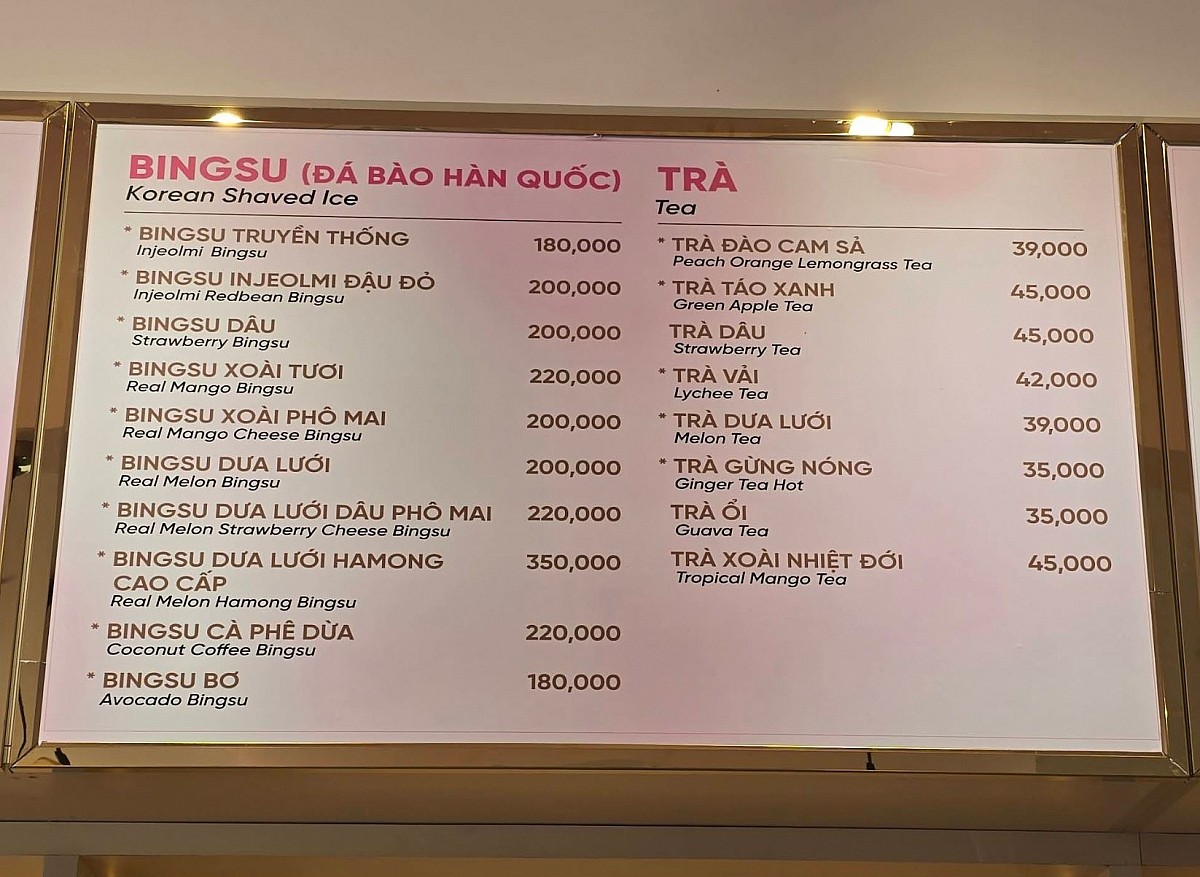 BINGSU (ĐÁ BÀO HÀN QUỐC)
Korean Shaved Ice
* BINGSU TRUYỀN THỐNG 180,000
Injeolmi Bingsu
* BINGSU INJEOLMI ĐẬU ĐỎ 200,000
Injeolmi Redbean Bingsu
* BINGSU DÂU 200,000
Strawberry Bingsu
* BINGSU XOÀI TƯƠI 220,000
Real Mango Bingsu
* BINGSU XOÀI PHÔ MAI 200,000
Real Mango Cheese Bingsu
* BINGSU DƯA LƯỚI 200,000
Real Melon Bingsu
* BINGSU DƯA LƯỚI DÂU PHÔ MAI 220,000
Real Melon Strawberry Cheese Bingsu
* BINGSU DƯA LƯỚI HAMONG 350,000
CAO CẤP
Real Melon Hamong Bingsu
* BINGSU CÀ PHÊ DỪA 220,000
Coconut Coffee Bingsu
* BINGSU BƠ 180,000
Avocado Bingsu
TRÀ
Tea
* TRÀ ĐÀO CAM SẢ 39,000
Peach Orange Lemongrass Tea
* TRÀ TÁO XANH 45,000
Green Apple Tea
TRÀ DÂU 45,000
Strawberry Tea
* TRÀ VẢI 42,000
Lychee Tea
* TRÀ DƯA LƯỚI 39,000
Melon Tea
* TRÀ GỪNG NÓNG 35,000
Ginger Tea Hot
TRÀ ỔI 35,000
Guava Tea
TRÀ XOÀI NHIỆT ĐỚI 45,000
Tropical Mango Tea